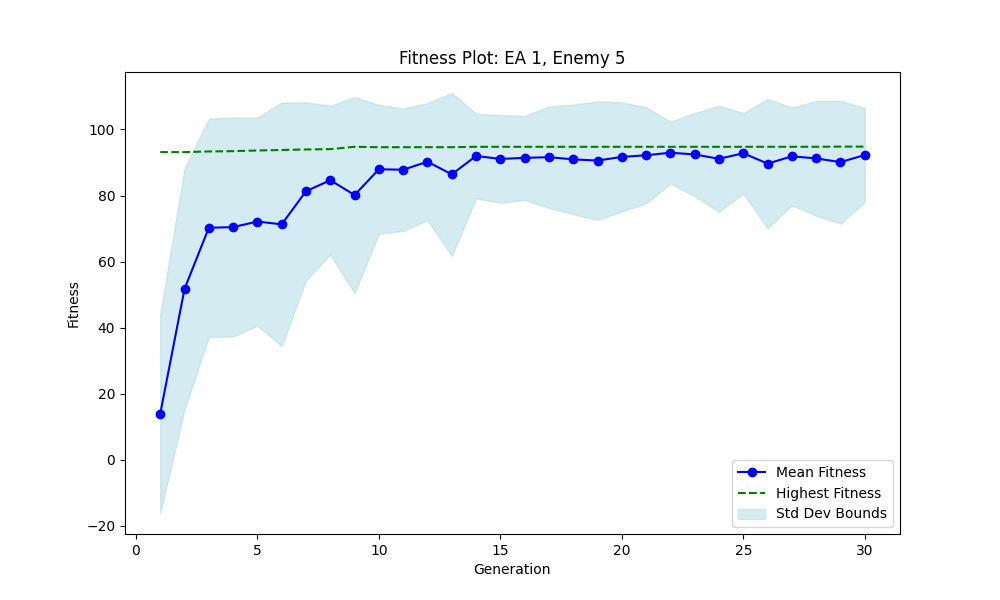 Fitness Plot: EA 1, Enemy 5
Fitness
100
80
60
40
20
0
−20
0 5 10 15 20 25 30
Generation
Mean Fitness
Highest Fitness
Std Dev Bounds